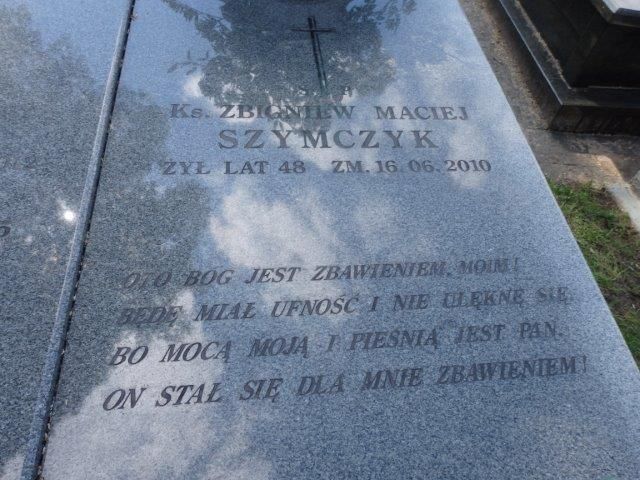 Ś P
Ks. ZBIGNIEW MACIEJ
SZYMCZYK
ŻYŁ LAT 48 ZM. 16.06.2010
OTO BÓG JEST ZBAWIENIEM MOIM!
BĘDĘ MIAŁ UFNOŚĆ I NIE ULĘKNĘ SIĘ,
BO MOCĄ MOJĄ I PIEŚNIĄ JEST PAN.
ON STAŁ SIĘ DLA MNIE ZBAWIENIEM!